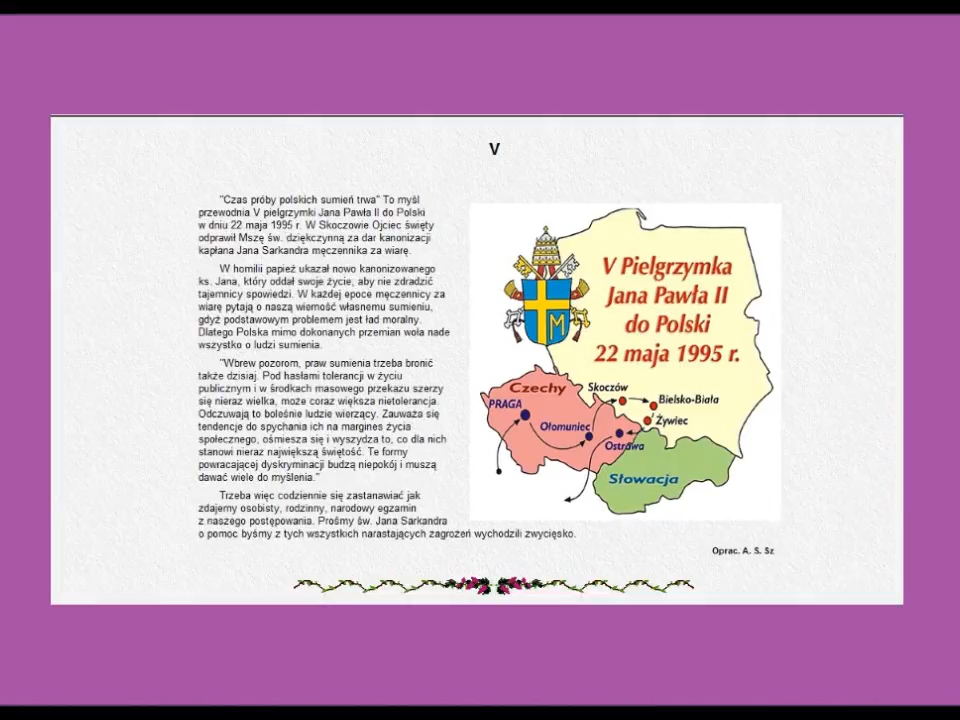 V
"Czas próby polskich sumień trwa" To myśl
przewodnia V pielgrzymki Jana Pawła II do Polski
w dniu 22 maja 1995 r. W Skoczowie Ojciec święty
odprawił Mszę św. dziękczynną za dar kanonizacji
kapłana Jana Sarkandra męczennika za wiarę.
W homilii papież ukazał nowo kanonizowanego
ks. Jana, który oddał swoje życie, aby nie zdradzić
tajemnicy spowiedzi. W każdej epoce męczennicy za
wiarę pytają o naszą wierność własnemu sumieniu,
gdyż podstawowym problemem jest ład moralny.
Dlatego Polska mimo dokonanych przemian woła nade
wszystko o ludzi sumienia.
"Wbrew pozorom, praw sumienia trzeba bronić
także dzisiaj. Pod hasłami tolerancji w życiu
publicznym i w środkach masowego przekazu szerzy
się nieraz wielka, może coraz większa nietolerancja.
Odczuwają to boleśnie ludzie wierzący. Zauważa się
tendencje do spychania ich na margines życia
społecznego, ośmiesza się i wyszydza to, co dla nich
stanowi nieraz największą świętość. Te formy
powracającej dyskryminacji budzą niepokój i muszą
dawać wiele do myślenia."
Trzeba więc codziennie się zastanawiać jak
zdajemy osobisty, rodzinny, narodowy egzamin
z naszego postępowania. Prośmy św. Jana Sarkandra
o pomoc byśmy z tych wszystkich narastających zagrożeń wychodzili zwycięsko.
V Pielgrzymka
Jana Pawła II
do Polski
22 maja 1995 r.
M
Czechy
Skoczów
PRAGA
Bielsko-Biała
Żywiec
Ołomuniec
Ostrawa
Słowacja
Oprac. A. S. Sz